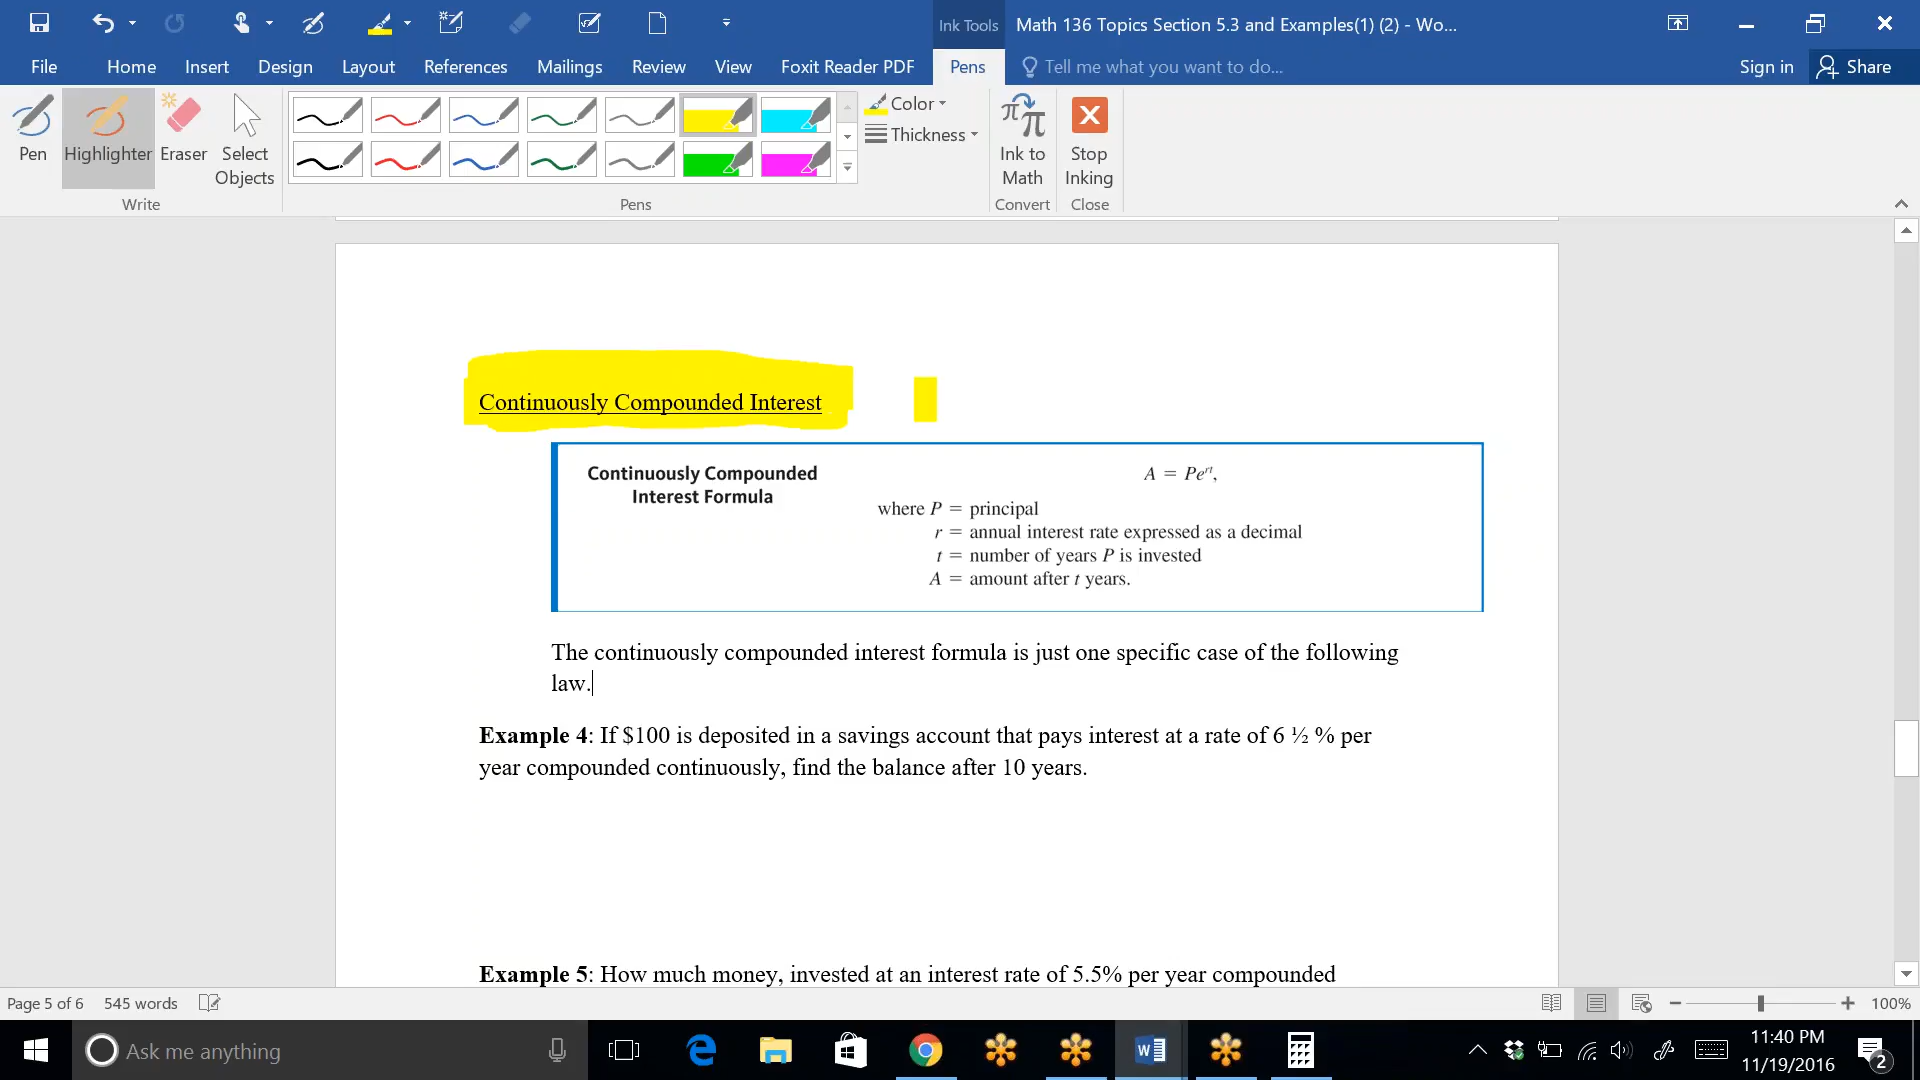 Ink Tools
Math 136 Topics Section 5.3 and Examples(1) (2) - Wo...
File Home Insert Design Layout References Mailings Review View Foxit Reader PDF Pens Tell me what you want to do... Sign in Share
Pen Highlighter Eraser Select Objects
Color
Thickness
Ink to Math
Stop Inking
Write Pens Convert Close
Continuously Compounded Interest
Continuously Compounded
Interest Formula
A = Pe^{rt},
where P = principal
r = annual interest rate expressed as a decimal
t = number of years P is invested
A = amount after t years.
The continuously compounded interest formula is just one specific case of the following
law.
Example 4: If $100 is deposited in a savings account that pays interest at a rate of 6 ½ % per
year compounded continuously, find the balance after 10 years.
Example 5: How much money, invested at an interest rate of 5.5% per year compounded
Page 5 of 6 545 words 100%
Ask me anything
11:40 PM
11/19/2016
2